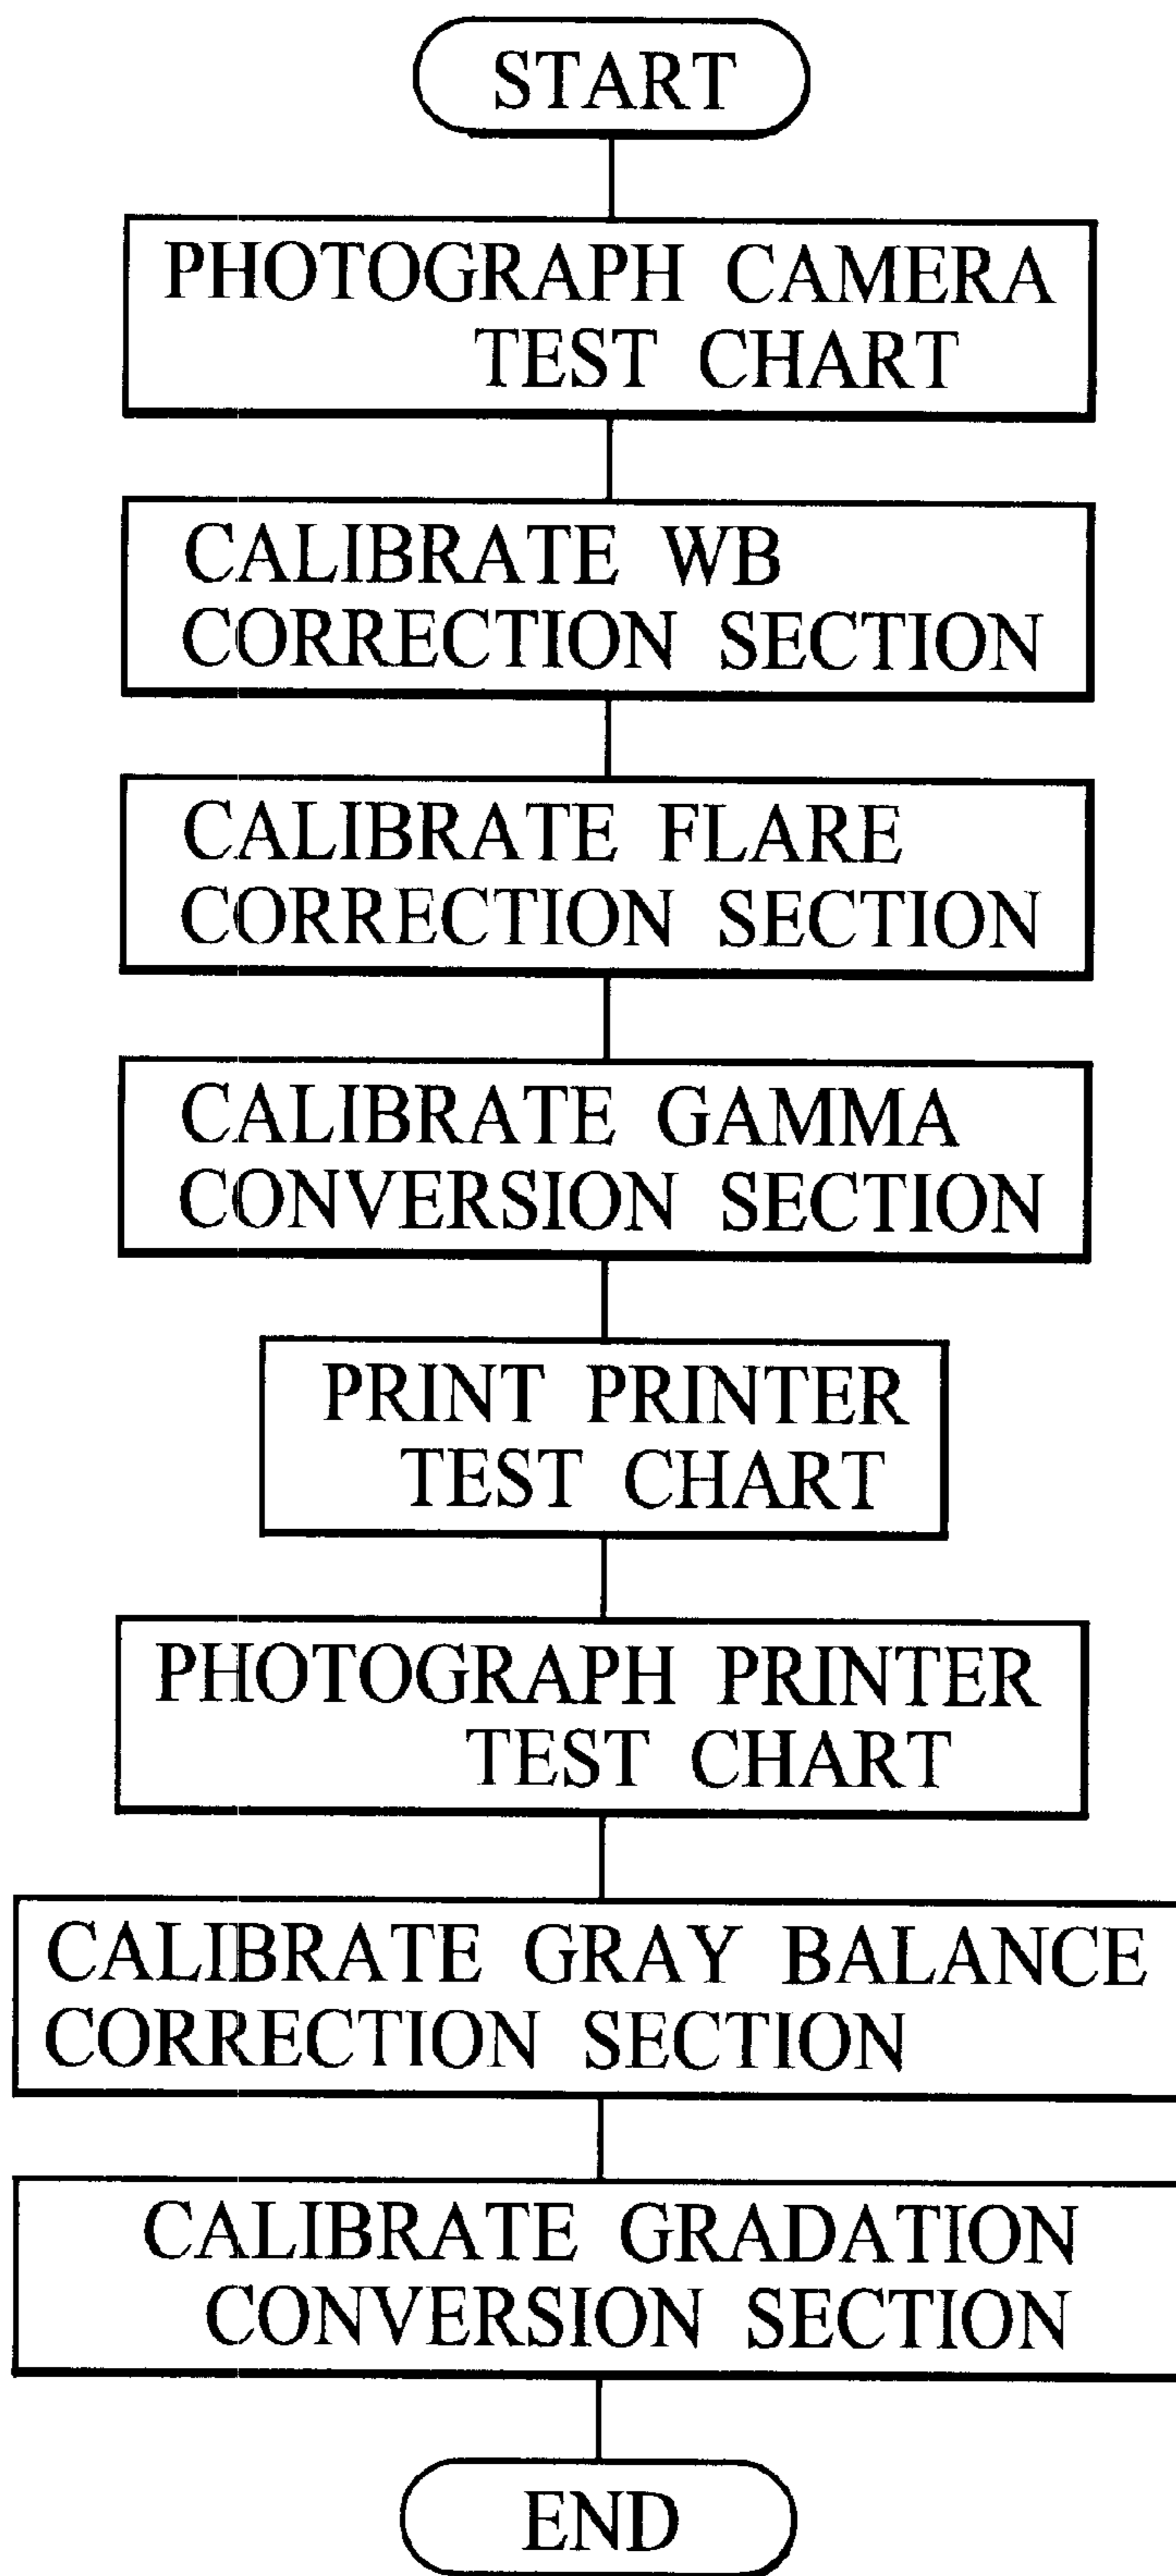 START
PHOTOGRAPH CAMERA
TEST CHART
CALIBRATE WB
CORRECTION SECTION
CALIBRATE FLARE
CORRECTION SECTION
CALIBRATE GAMMA
CONVERSION SECTION
PRINT PRINTER
TEST CHART
PHOTOGRAPH PRINTER
TEST CHART
CALIBRATE GRAY BALANCE
CORRECTION SECTION
CALIBRATE GRADATION
CONVERSION SECTION
END